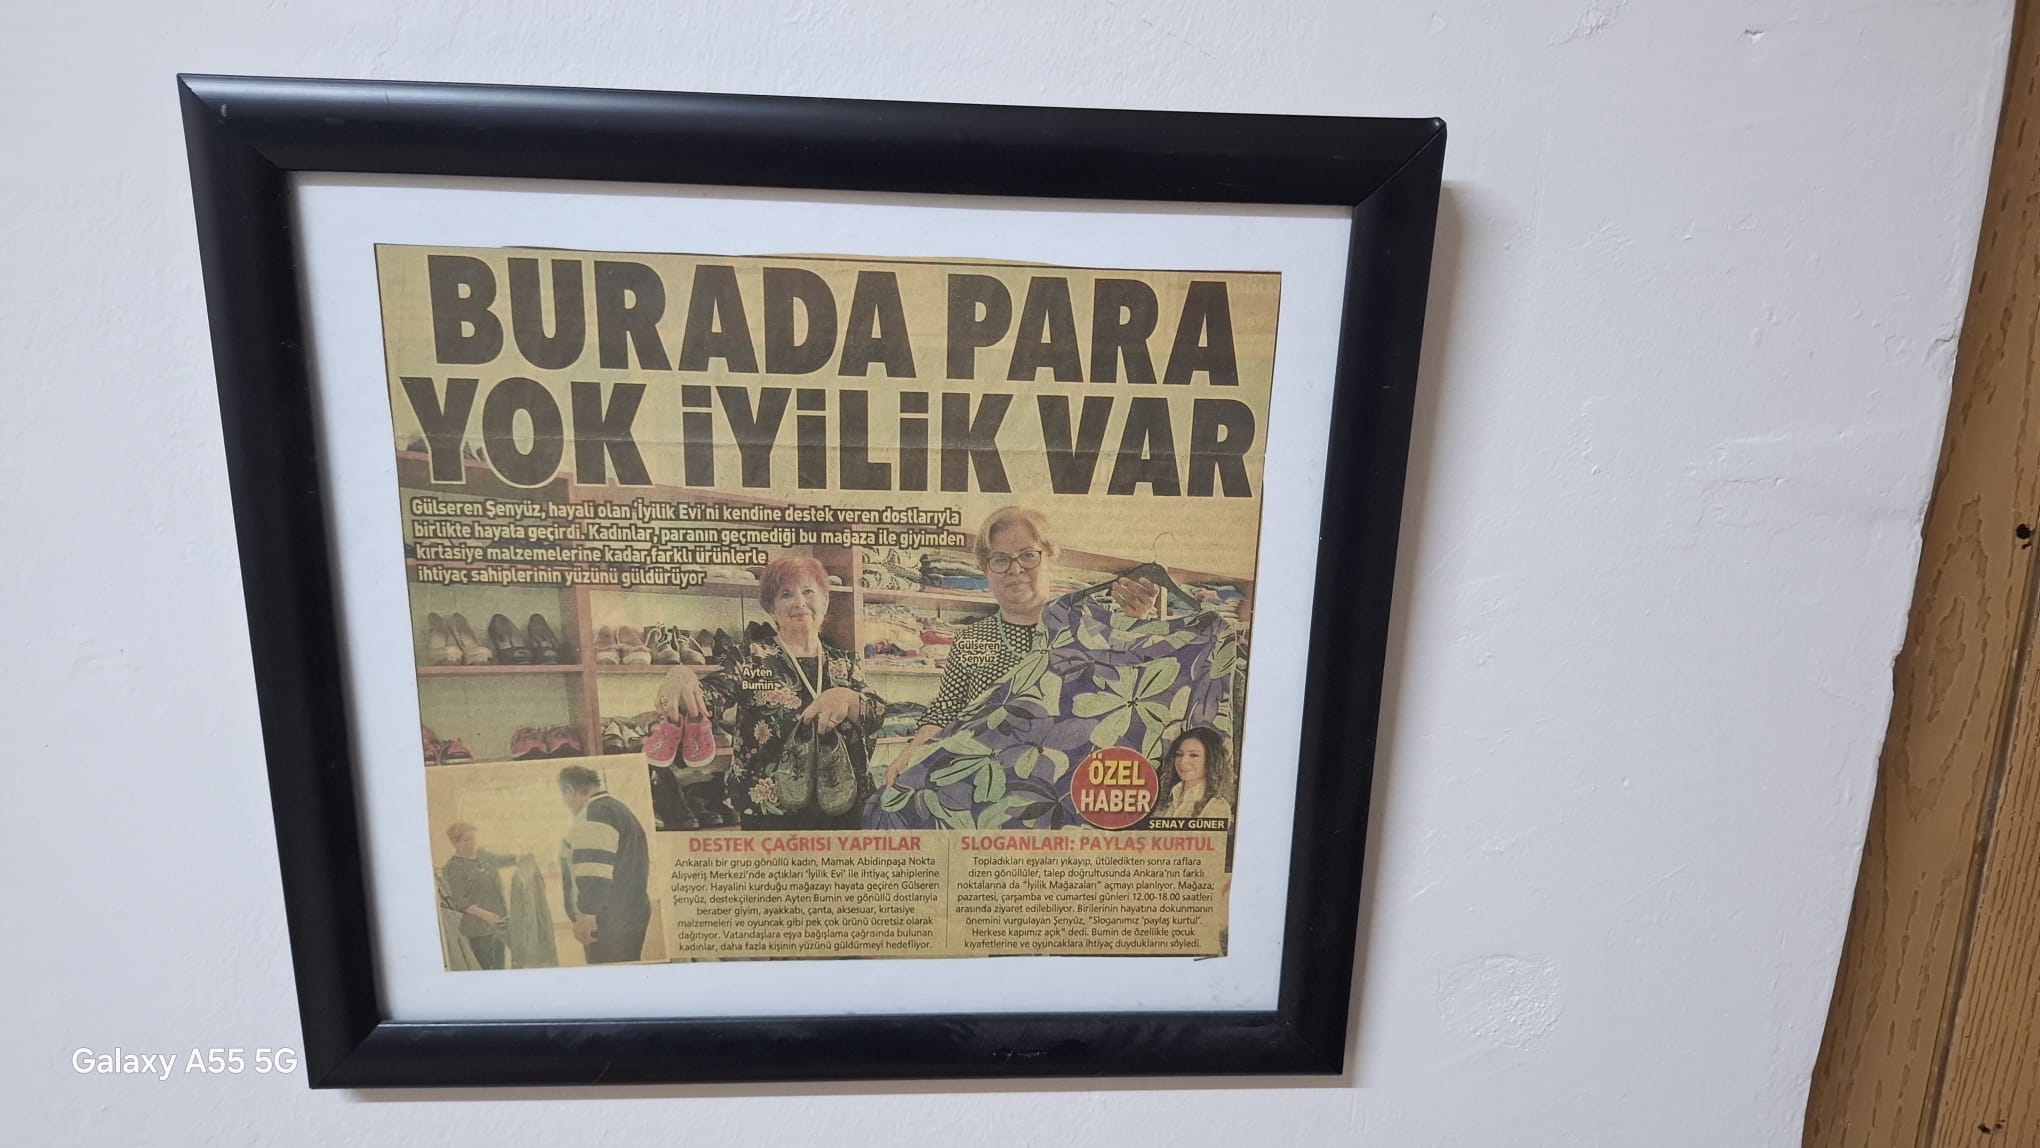 BURADA PARA
YOK İYİLİK VAR
Gülseren Şenyüz, hayali olan 'İyilik Evi'ni kendine destek veren dostlarıyla
birlikte hayata geçirdi. Kadınlar, paranın geçmediği bu mağaza ile giyimden
kırtasiye malzemelerine kadar farklı ürünlerle
ihtiyaç sahiplerinin yüzünü güldürüyor
Ayten
Bumin
Gülseren
Şenyüz
ÖZEL
HABER
ŞENAY GÜNER
DESTEK ÇAĞRISI YAPTILAR
Ankaralı bir grup gönüllü kadın, Mamak Abidinpaşa Nokta
Alışveriş Merkezi'nde açtıkları 'İyilik Evi' ile ihtiyaç sahiplerine
ulaşıyor. Hayalini kurduğu mağazayı hayata geçiren Gülseren
Şenyüz, destekçilerinden Ayten Bumin ve gönüllü dostlarıyla
beraber giyim, ayakkabı, çanta, aksesuar, kırtasiye
malzemeleri ve oyuncak gibi pek çok ürünü ücretsiz olarak
dağıtıyor. Vatandaşlara eşya bağışlama çağrısında bulunan
kadınlar, daha fazla kişinin yüzünü güldürmeyi hedefliyor.
SLOGANLARI: PAYLAŞ KURTUL
Topladıkları eşyaları yıkayıp, ütüledikten sonra raflara
dizen gönüllüler, talep doğrultusunda Ankara'nın farklı
noktalarına da "İyilik Mağazaları" açmayı planlıyor. Mağaza;
pazartesi, çarşamba ve cumartesi günleri 12.00-18.00 saatleri
arasında ziyaret edilebiliyor. Birilerinin hayatına dokunmanın
önemini vurgulayan Şenyüz, "Sloganımız 'paylaş kurtul'.
Herkese kapımız açık" dedi. Bumin de özellikle çocuk
kıyafetlerine ve oyuncaklara ihtiyaç duyduklarını söyledi.
Galaxy A55 5G